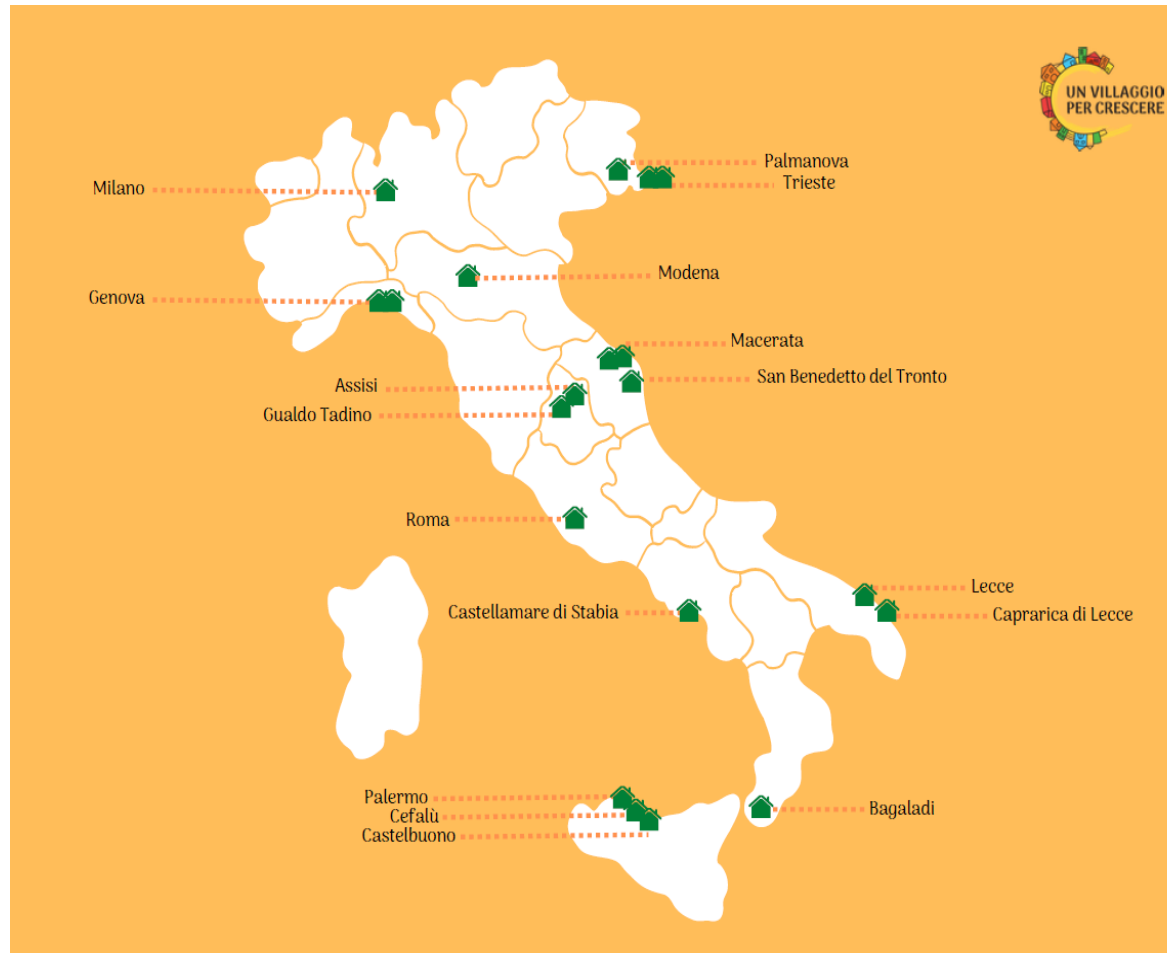 UN VILLAGGIO
PER CRESCERE
Palmanova
Milano
Trieste
Modena
Genova
Macerata
San Benedetto del Tronto
Assisi
Gualdo Tadino
Roma
Lecce
Castellamare di Stabia
Caprarica di Lecce
Palermo
Cefalù
Bagaladi
Castelbuono